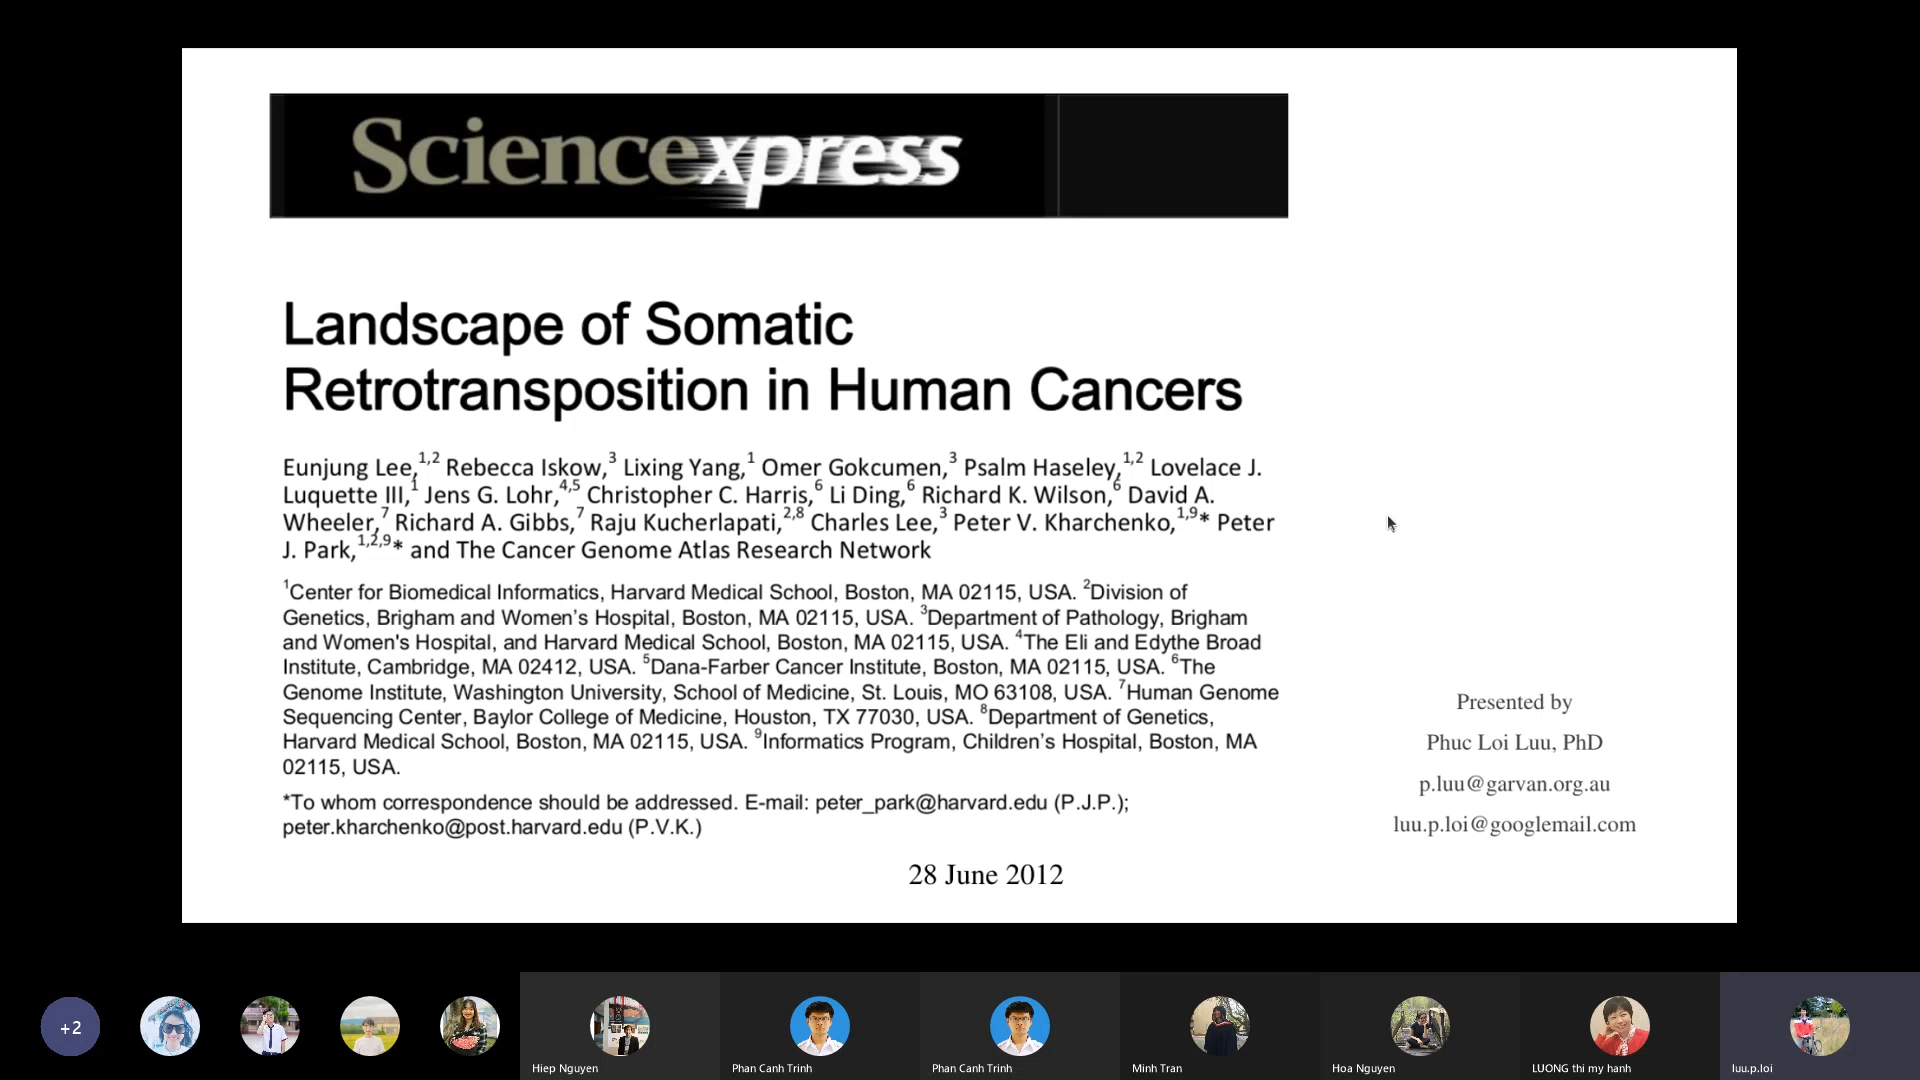 Sciencexpress
Landscape of Somatic
Retrotransposition in Human Cancers
Eunjung Lee,1,2 Rebecca Iskow,3 Lixing Yang,1 Omer Gokcumen,3 Psalm Haseley,1,2 Lovelace J.
Luquette III,1 Jens G. Lohr,4,5 Christopher C. Harris,6 Li Ding,6 Richard K. Wilson,6 David A.
Wheeler,7 Richard A. Gibbs,7 Raju Kucherlapati,2,8 Charles Lee,3 Peter V. Kharchenko,1,9* Peter
J. Park,1,2,9* and The Cancer Genome Atlas Research Network
1Center for Biomedical Informatics, Harvard Medical School, Boston, MA 02115, USA. 2Division of
Genetics, Brigham and Women’s Hospital, Boston, MA 02115, USA. 3Department of Pathology, Brigham
and Women's Hospital, and Harvard Medical School, Boston, MA 02115, USA. 4The Eli and Edythe Broad
Institute, Cambridge, MA 02412, USA. 5Dana-Farber Cancer Institute, Boston, MA 02115, USA. 6The
Genome Institute, Washington University, School of Medicine, St. Louis, MO 63108, USA. 7Human Genome
Sequencing Center, Baylor College of Medicine, Houston, TX 77030, USA. 8Department of Genetics,
Harvard Medical School, Boston, MA 02115, USA. 9Informatics Program, Children’s Hospital, Boston, MA
02115, USA.
*To whom correspondence should be addressed. E-mail: peter_park@harvard.edu (P.J.P.);
peter.kharchenko@post.harvard.edu (P.V.K.)
28 June 2012
Presented by
Phuc Loi Luu, PhD
p.luu@garvan.org.au
luu.p.loi@googlemail.com
+2
Hiep Nguyen
Phan Canh Trinh
Phan Canh Trinh
Minh Tran
Hoa Nguyen
LUONG thi my hanh
luu.p.loi